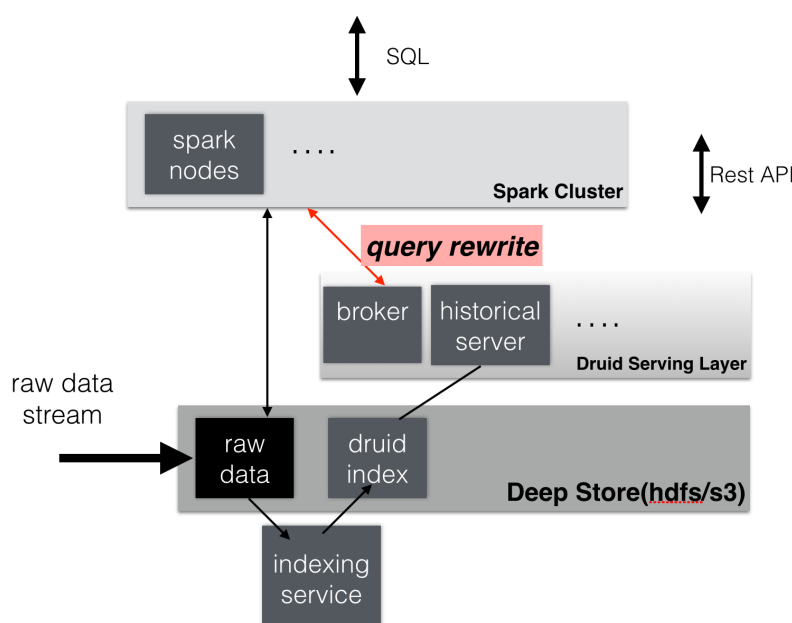 SQL
spark
nodes
. . . .
Spark Cluster
Rest API
query rewrite
broker
historical
server
. . . .
Druid Serving Layer
raw data
stream
raw
data
druid
index
Deep Store(hdfs/s3)
indexing
service